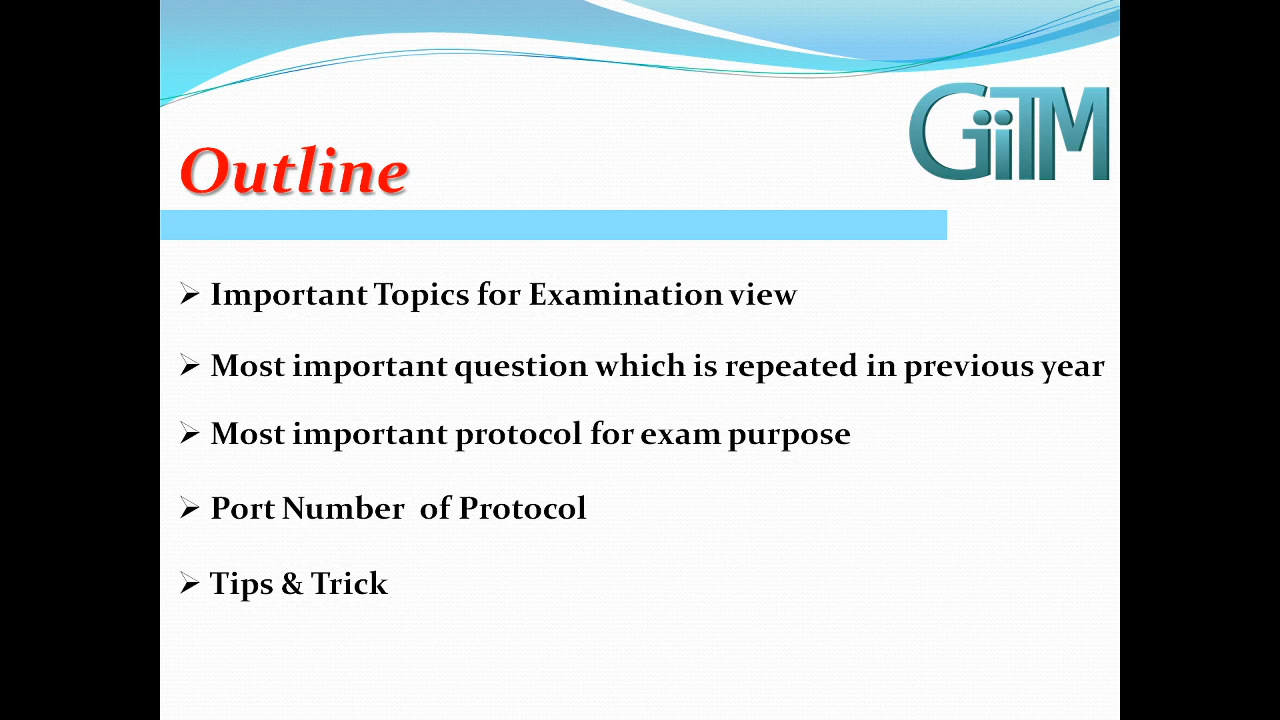 GiiTM
Outline
➢ Important Topics for Examination view
➢ Most important question which is repeated in previous year
➢ Most important protocol for exam purpose
➢ Port Number of Protocol
➢ Tips & Trick